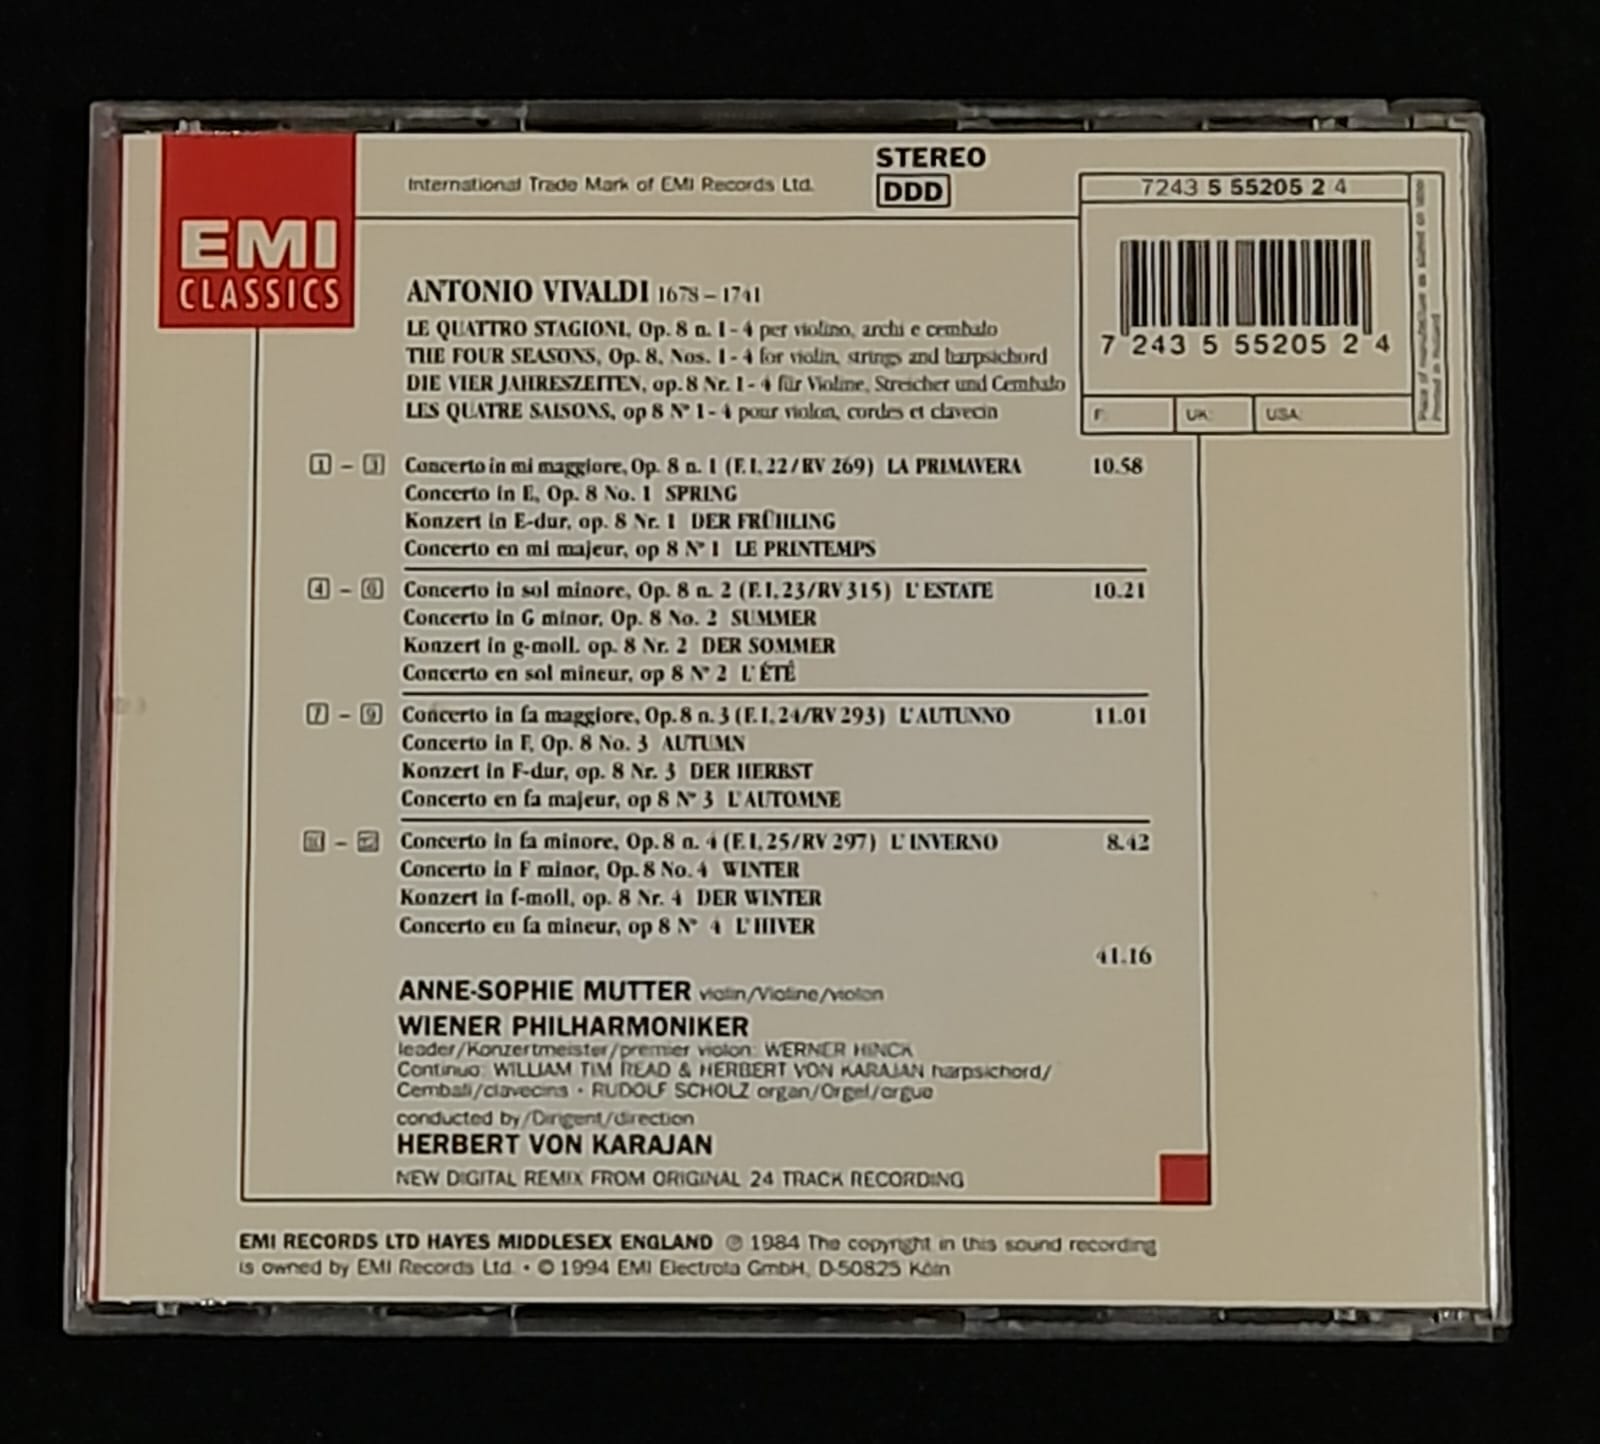 International Trade Mark of EMI Records Ltd.
STEREO
DDD
EMI
CLASSICS
7243 5 55205 2 4
7 243 5 55205 2 4
F:
UK:
USA:
ANTONIO VIVALDI 1678 – 1741
LE QUATTRO STAGIONI, Op. 8 n. 1 - 4 per violino, archi e cembalo
THE FOUR SEASONS, Op. 8, Nos. 1 - 4 for violin, strings and harpsichord
DIE VIER JAHRESZEITEN, op. 8 Nr. 1 - 4 für Violine, Streicher und Cembalo
LES QUATRE SAISONS, op 8 N° 1 - 4 pour violon, cordes et clavecin
1 – 3 Concerto in mi maggiore, Op. 8 n. 1 (F. I, 22 / RV 269) LA PRIMAVERA 10.58
Concerto in E, Op. 8 No. 1 SPRING
Konzert in E-dur, op. 8 Nr. 1 DER FRÜHLING
Concerto en mi majeur, op 8 N° 1 LE PRINTEMPS
4 – 6 Concerto in sol minore, Op. 8 n. 2 (F. I, 23/RV 315) L'ESTATE 10.21
Concerto in G minor, Op. 8 No. 2 SUMMER
Konzert in g-moll. op. 8 Nr. 2 DER SOMMER
Concerto en sol mineur, op 8 N° 2 L'ÉTÉ
7 – 9 Concerto in fa maggiore, Op. 8 n. 3 (F. I, 24/RV 293) L'AUTUNNO 11.01
Concerto in F, Op. 8 No. 3 AUTUMN
Konzert in F-dur, op. 8 Nr. 3 DER HERBST
Concerto en fa majeur, op 8 N° 3 L'AUTOMNE
10 – 12 Concerto in fa minore, Op. 8 n. 4 (F. I, 25/RV 297) L'INVERNO 8.42
Concerto in F minor, Op. 8 No. 4 WINTER
Konzert in f-moll, op. 8 Nr. 4 DER WINTER
Concerto en fa mineur, op 8 N° 4 L'HIVER
41.16
ANNE-SOPHIE MUTTER violin/Violine/violon
WIENER PHILHARMONIKER
leader/Konzertmeister/premier violon: WERNER HINCK
Continuo: WILLIAM TIM READ & HERBERT VON KARAJAN harpsichord/
Cembali/clavecins • RUDOLF SCHOLZ organ/Orgel/orgue
conducted by/Dirigent/direction
HERBERT VON KARAJAN
NEW DIGITAL REMIX FROM ORIGINAL 24 TRACK RECORDING
EMI RECORDS LTD HAYES MIDDLESEX ENGLAND ℗ 1984 The copyright in this sound recording
is owned by EMI Records Ltd. • © 1994 EMI Electrola GmbH, D-50825 Köln